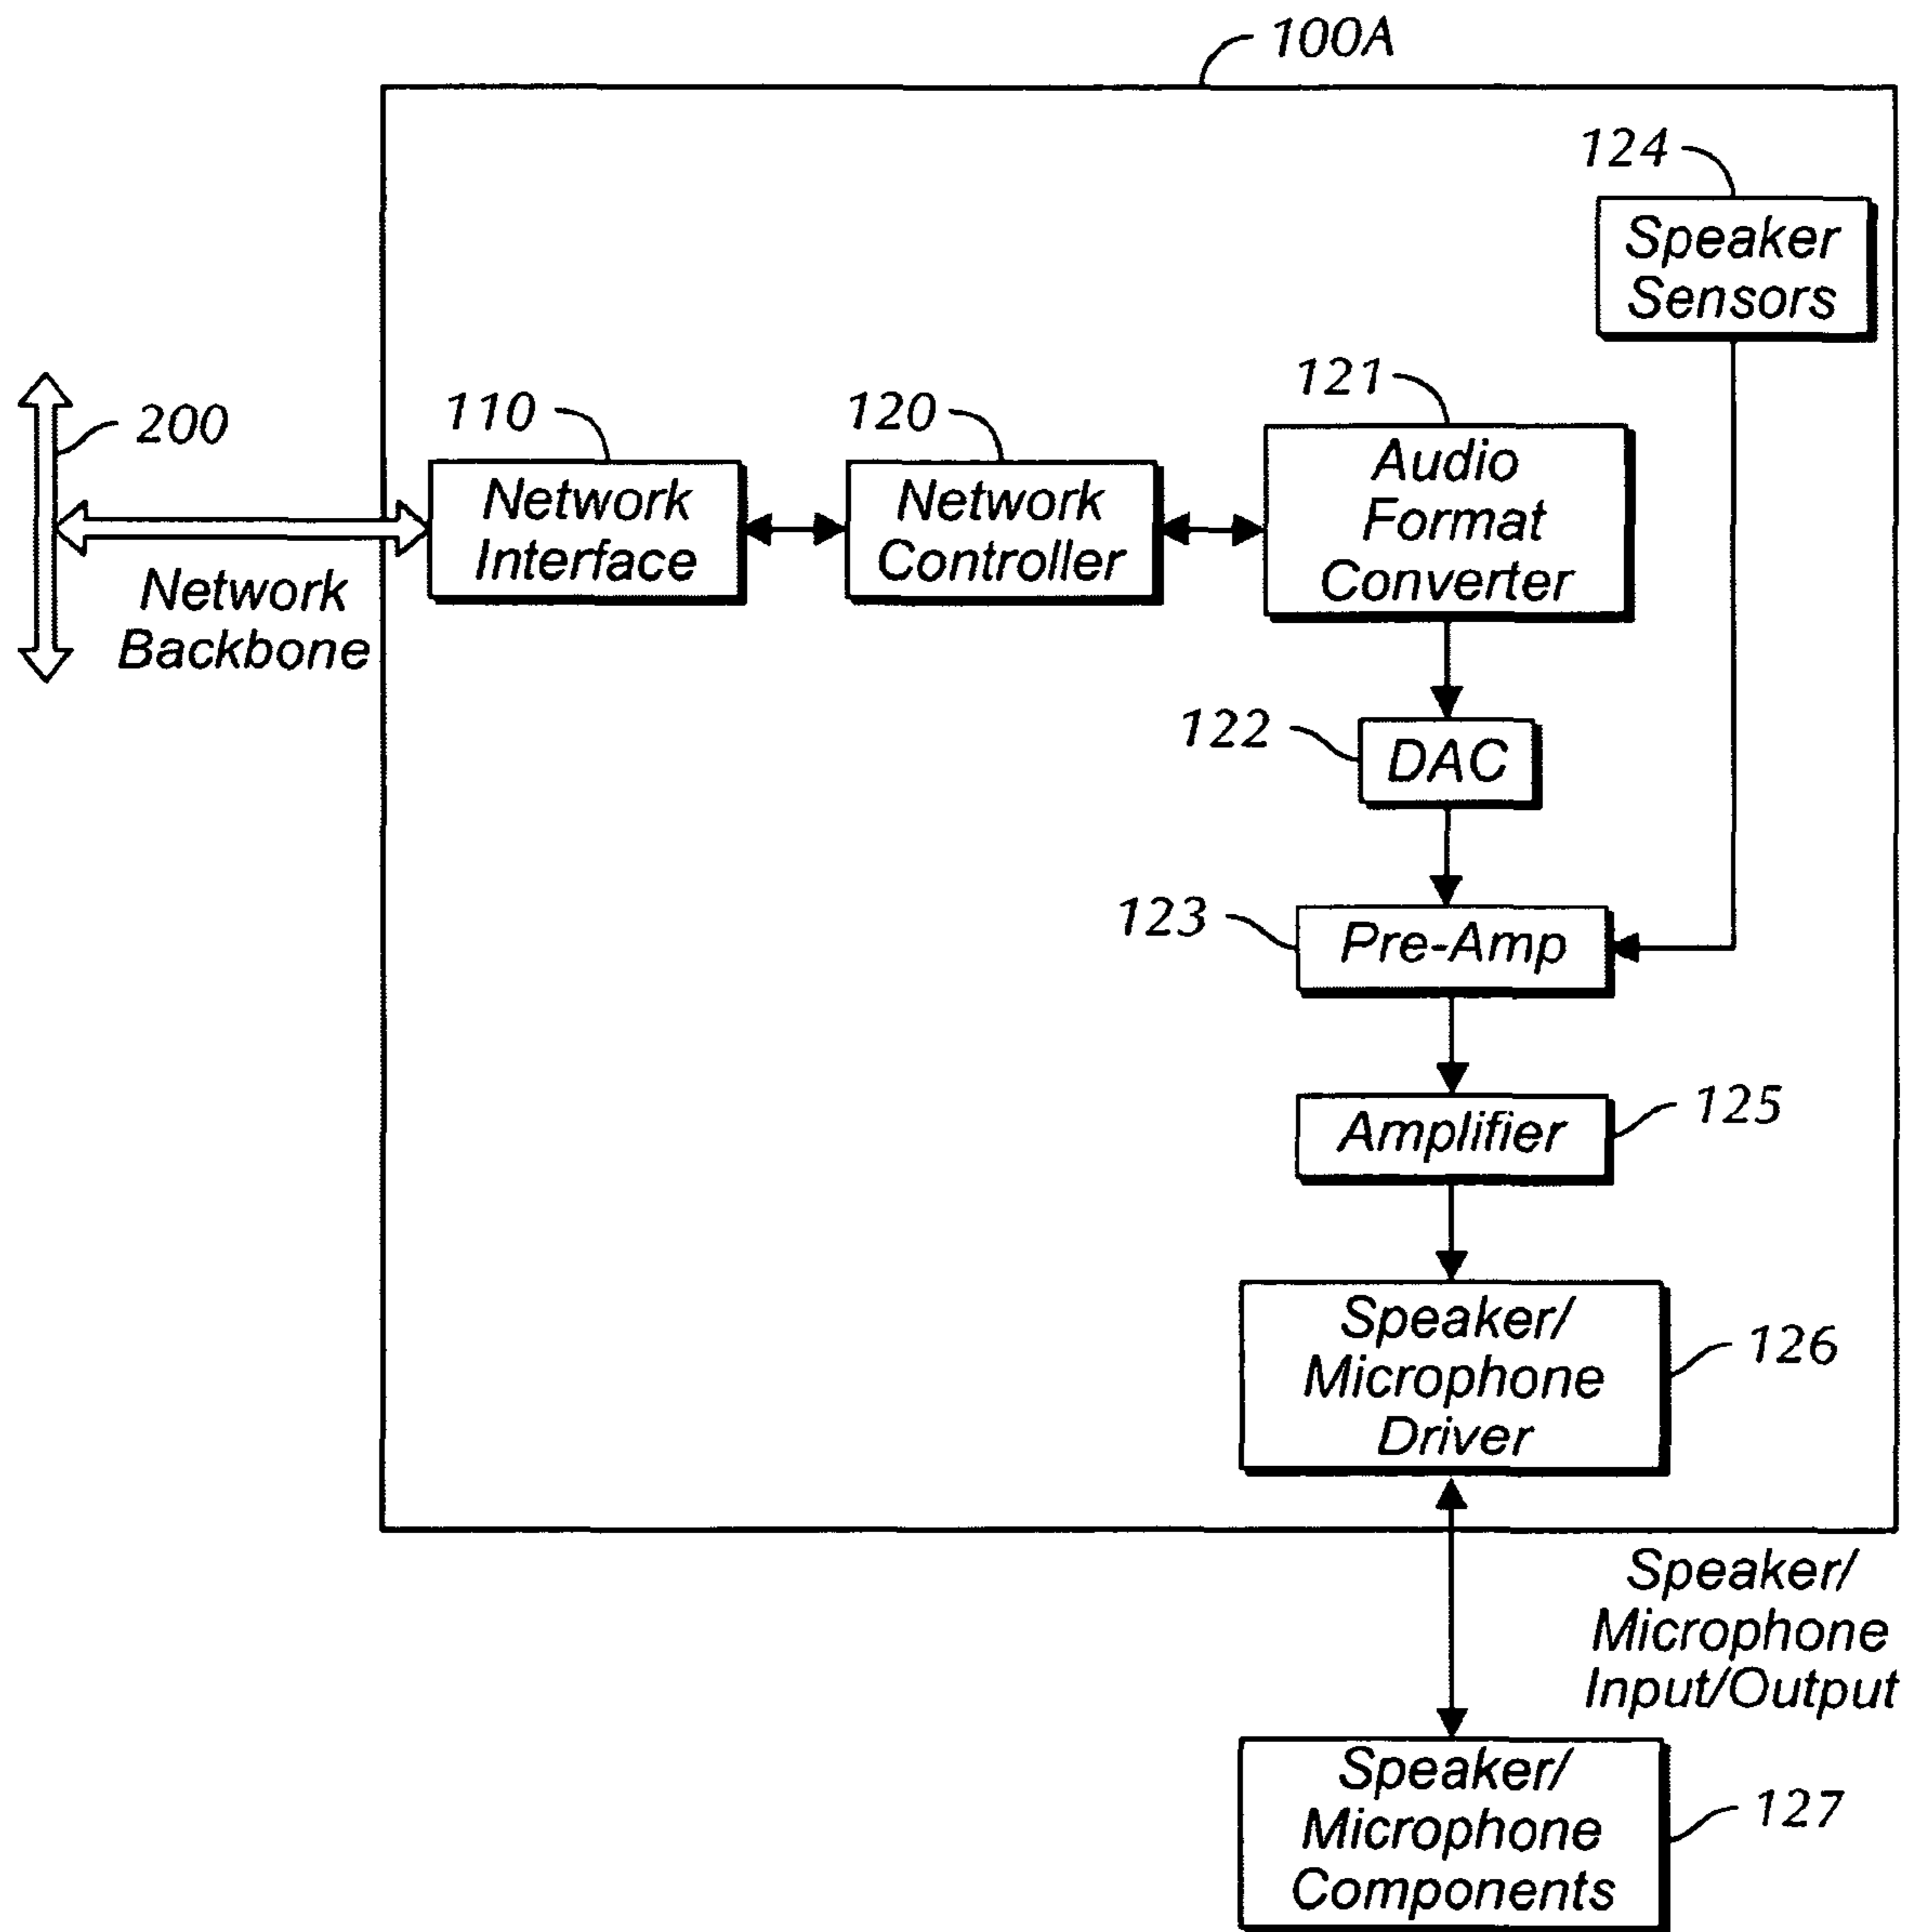 100A
124
Speaker
Sensors
200
110
120
121
Network
Interface
Network
Controller
Audio
Format
Converter
Network
Backbone
122
DAC
123
Pre-Amp
Amplifier
125
Speaker/
Microphone
Driver
126
Speaker/
Microphone
Input/Output
Speaker/
Microphone
Components
127